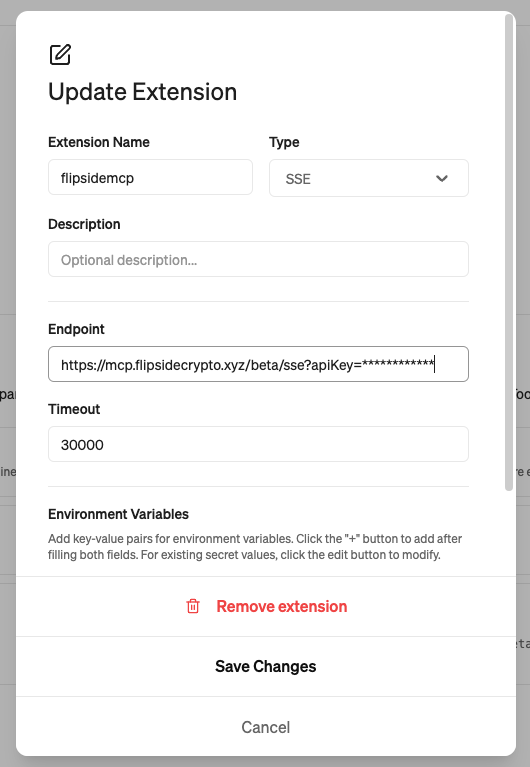 Update Extension
Extension Name
Type
flipsidemcp
SSE
Description
Optional description...
Endpoint
https://mcp.flipsidecrypto.xyz/beta/sse?apiKey=************
Timeout
30000
Environment Variables
Add key-value pairs for environment variables. Click the "+" button to add after
filling both fields. For existing secret values, click the edit button to modify.
Remove extension
Save Changes
Cancel